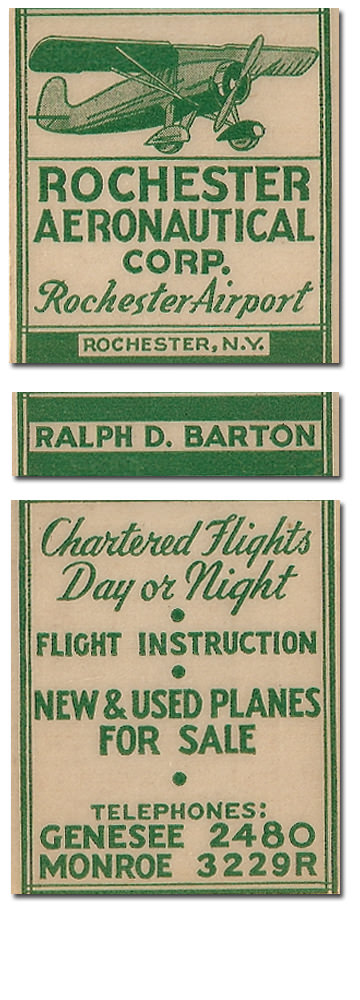 ROCHESTER
AERONAUTICAL
CORP.
Rochester Airport
ROCHESTER, N.Y.
RALPH D. BARTON
Chartered Flights
Day or Night
FLIGHT INSTRUCTION
NEW & USED PLANES
FOR SALE
TELEPHONES:
GENESEE 2480
MONROE 3229R